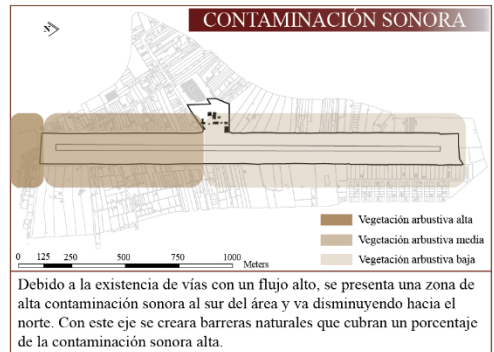 CONTAMINACIÓN SONORA
N
Vegetación arbustiva alta
Vegetación arbustiva media
Vegetación arbustiva baja
0 125 250 500 750 1000 Meters
Debido a la existencia de vías con un flujo alto, se presenta una zona de
alta contaminación sonora al sur del área y va disminuyendo hacia el
norte. Con este eje se creara barreras naturales que cubran un porcentaje
de la contaminación sonora alta.